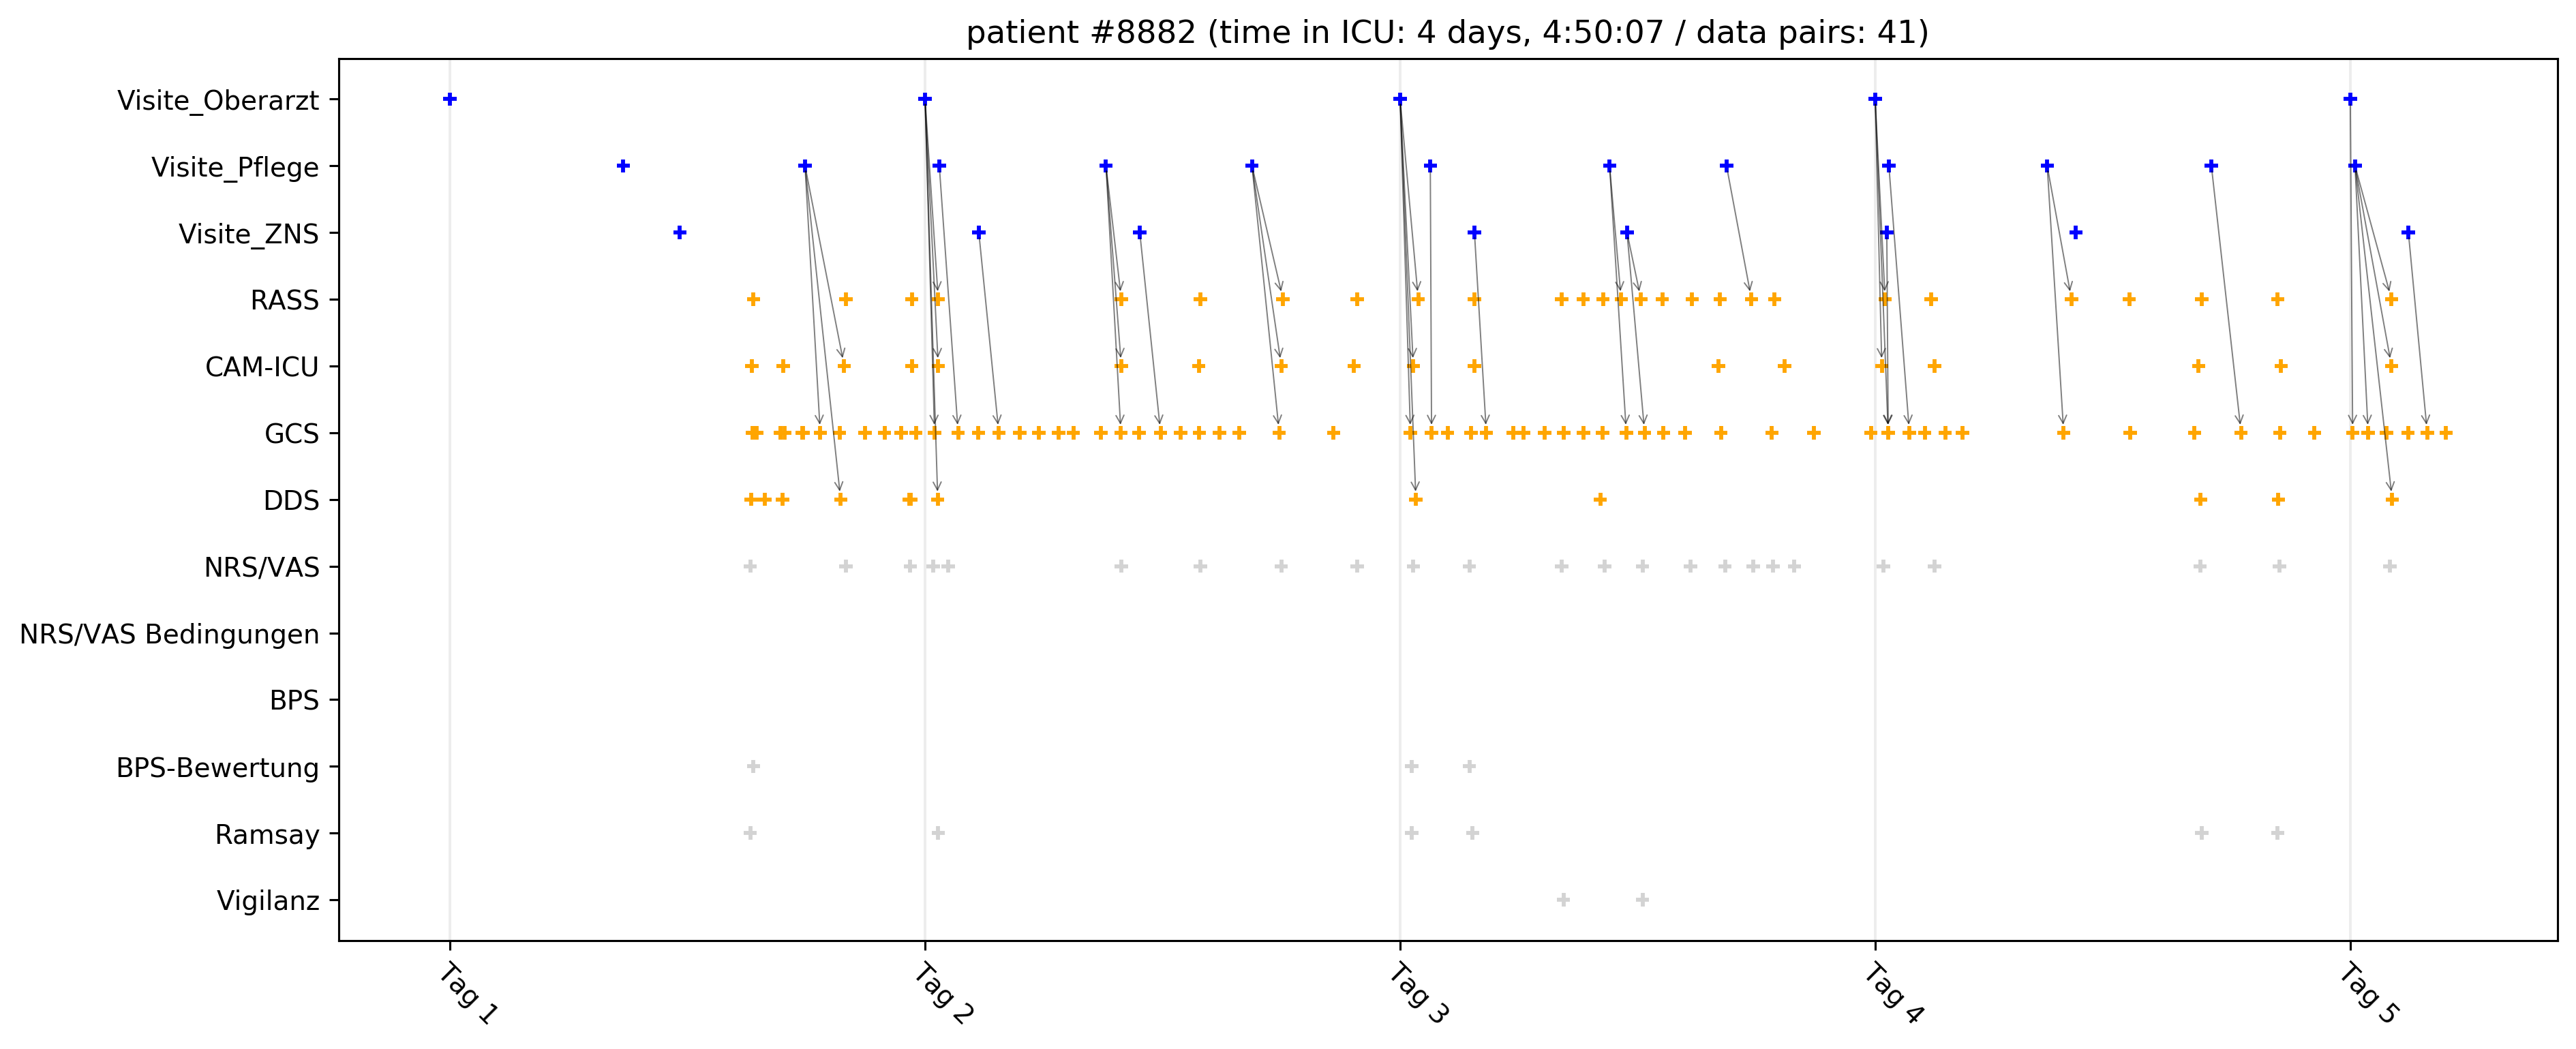 patient #8882 (time in ICU: 4 days, 4:50:07 / data pairs: 41)
Visite_Oberarzt
Visite_Pflege
Visite_ZNS
RASS
CAM-ICU
GCS
DDS
NRS/VAS
NRS/VAS Bedingungen
BPS
BPS-Bewertung
Ramsay
Vigilanz
Tag 1
Tag 2
Tag 3
Tag 4
Tag 5